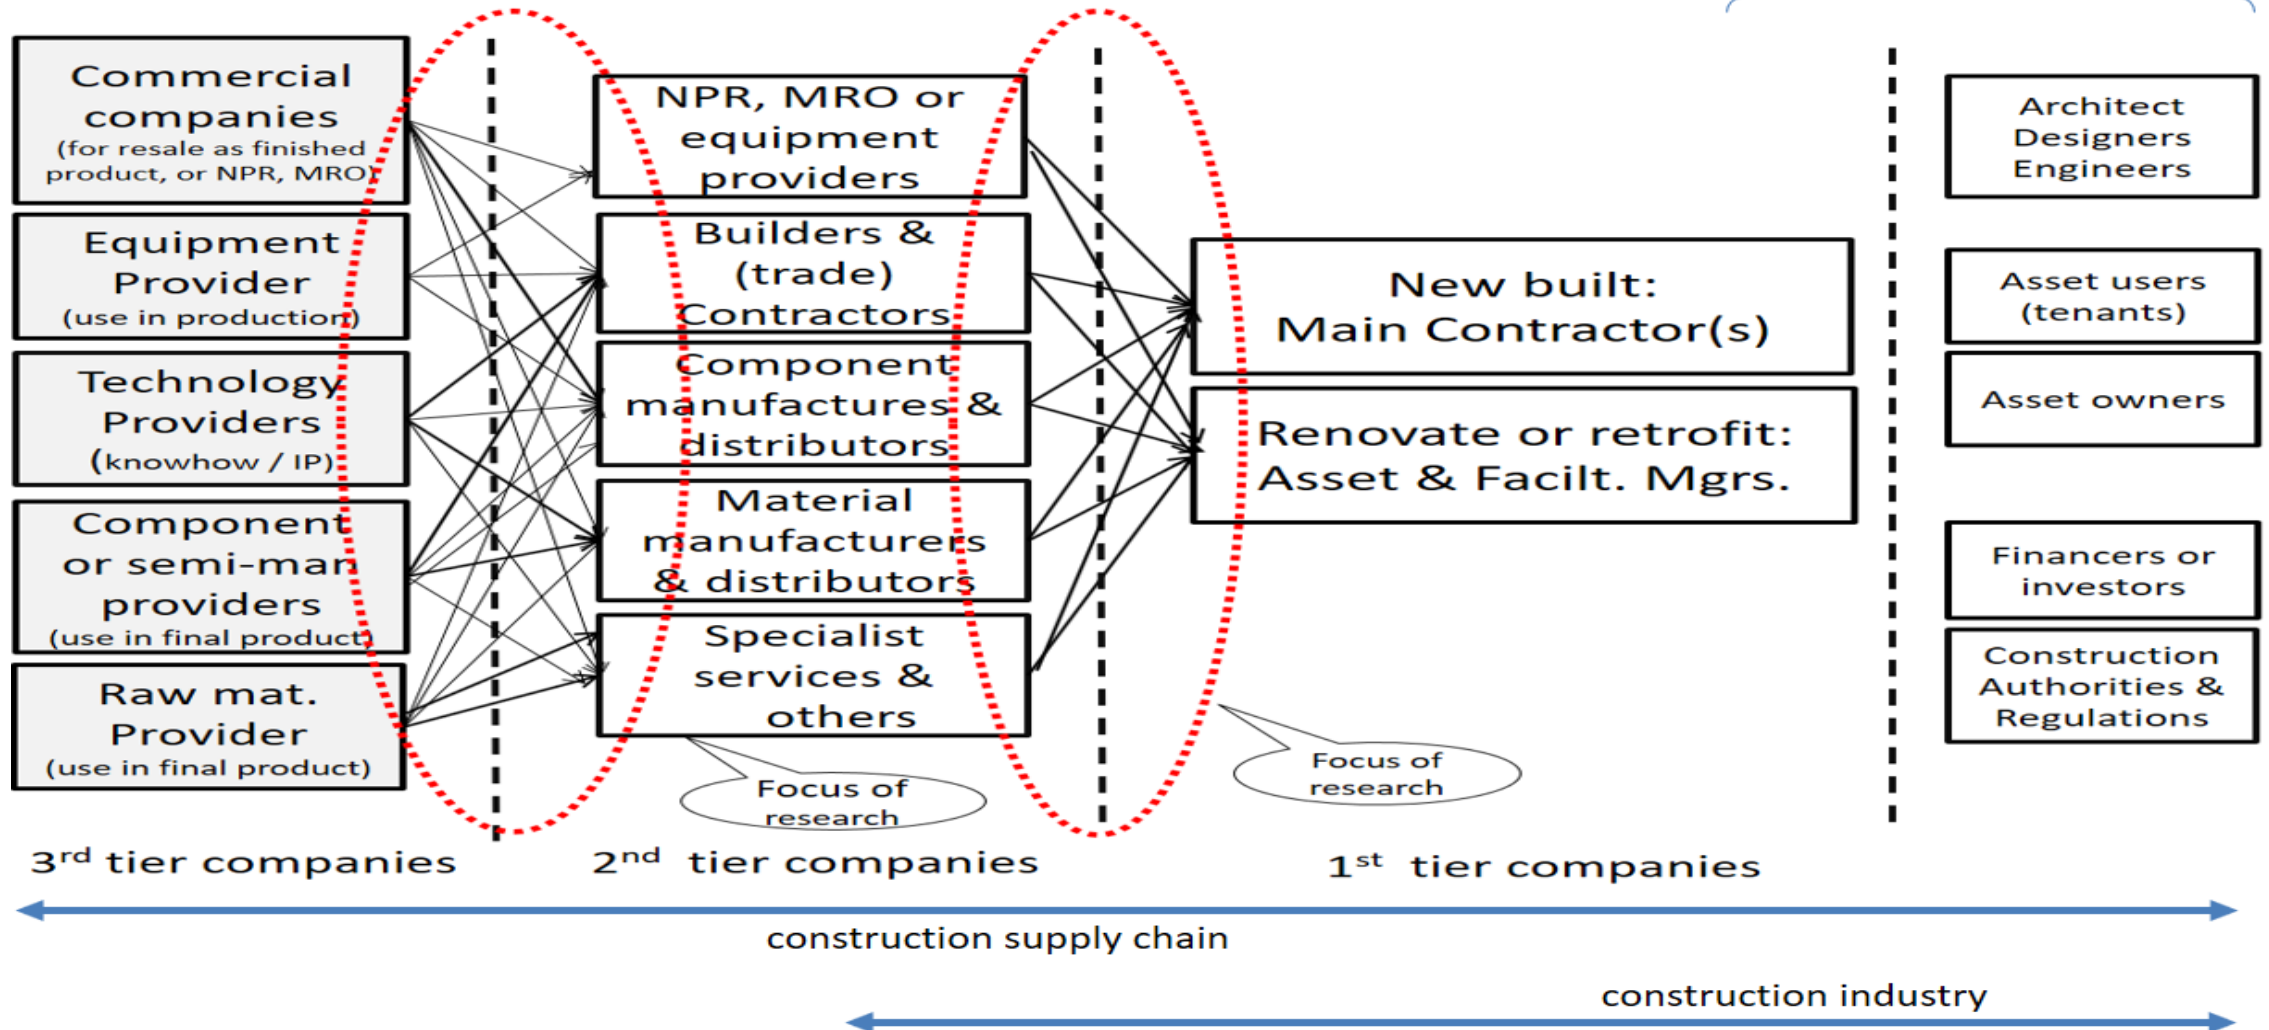 Commercial
companies
(for resale as finished
product, or NPR, MRO)
Equipment
Provider
(use in production)
Technology
Providers
(knowhow / IP)
Component
or semi-man
providers
(use in final product)
Raw mat.
Provider
(use in final product)
NPR, MRO or
equipment
providers
Builders &
(trade)
Contractors
Component
manufactures &
distributors
Material
manufacturers
& distributors
Specialist
services &
others
Focus of
research
New built:
Main Contractor(s)
Renovate or retrofit:
Asset & Facilt. Mgrs.
Focus of
research
Architect
Designers
Engineers
Asset users
(tenants)
Asset owners
Financers or
investors
Construction
Authorities &
Regulations
3rd tier companies
2nd tier companies
1st tier companies
construction supply chain
construction industry